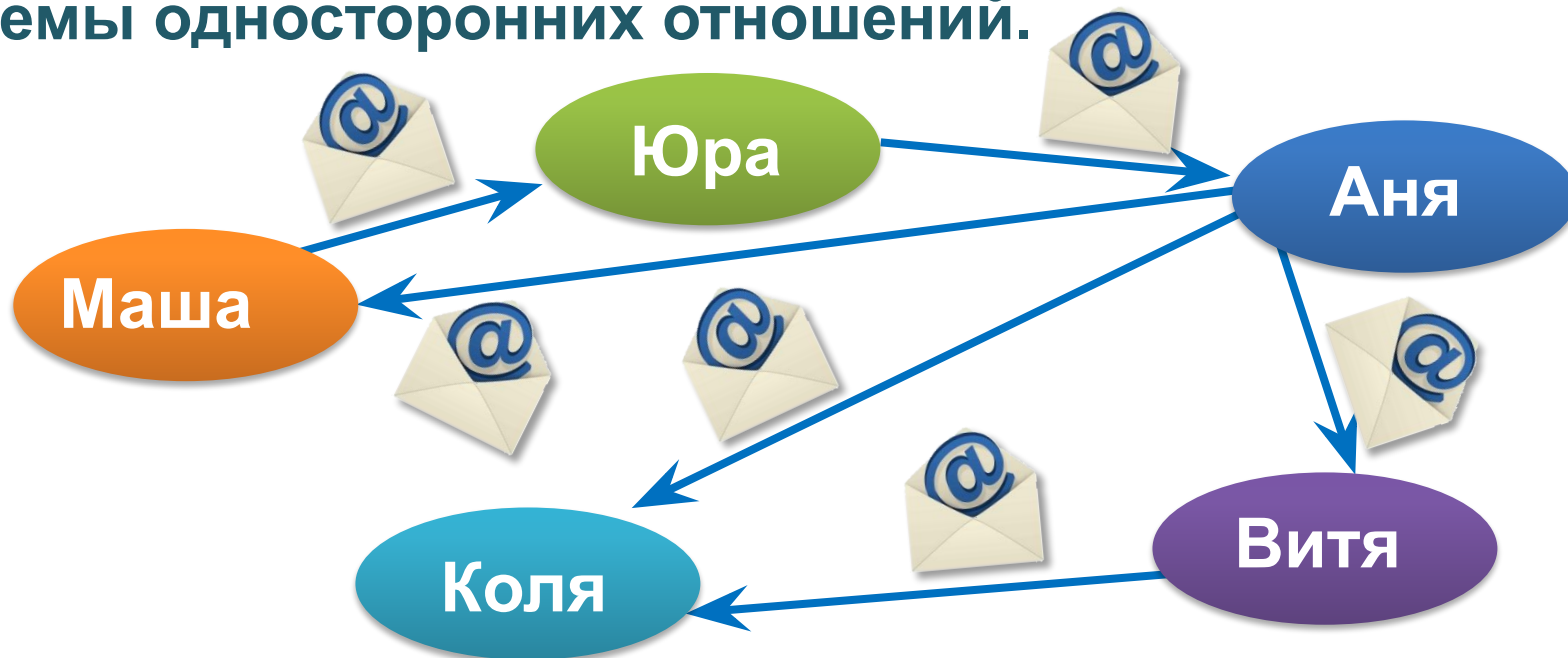 емы односторонних отношений.
Юра
Аня
Маша
Витя
Коля